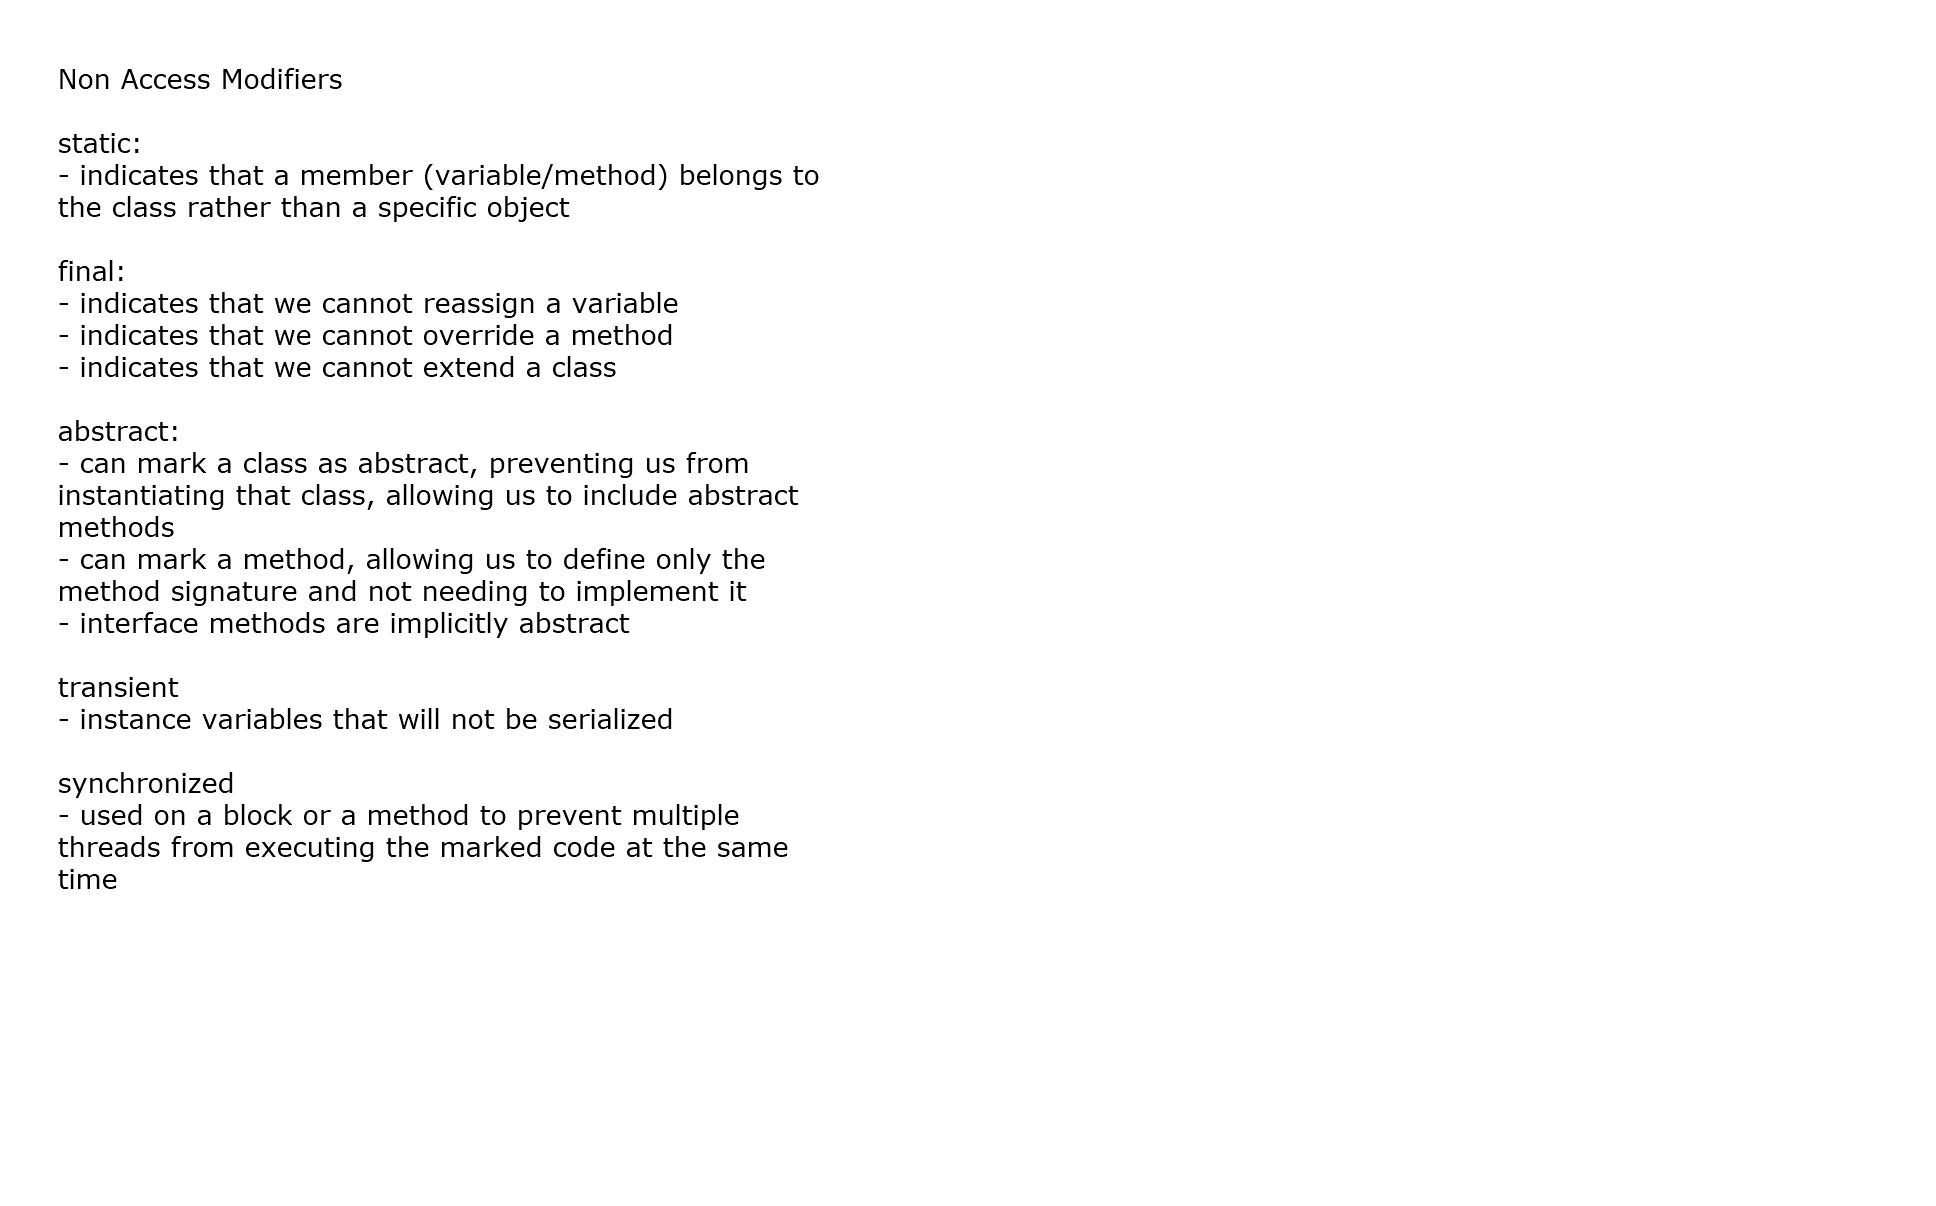 Non Access Modifiers
static:
- indicates that a member (variable/method) belongs to
the class rather than a specific object
final:
- indicates that we cannot reassign a variable
- indicates that we cannot override a method
- indicates that we cannot extend a class
abstract:
- can mark a class as abstract, preventing us from
instantiating that class, allowing us to include abstract
methods
- can mark a method, allowing us to define only the
method signature and not needing to implement it
- interface methods are implicitly abstract
transient
- instance variables that will not be serialized
synchronized
- used on a block or a method to prevent multiple
threads from executing the marked code at the same
time